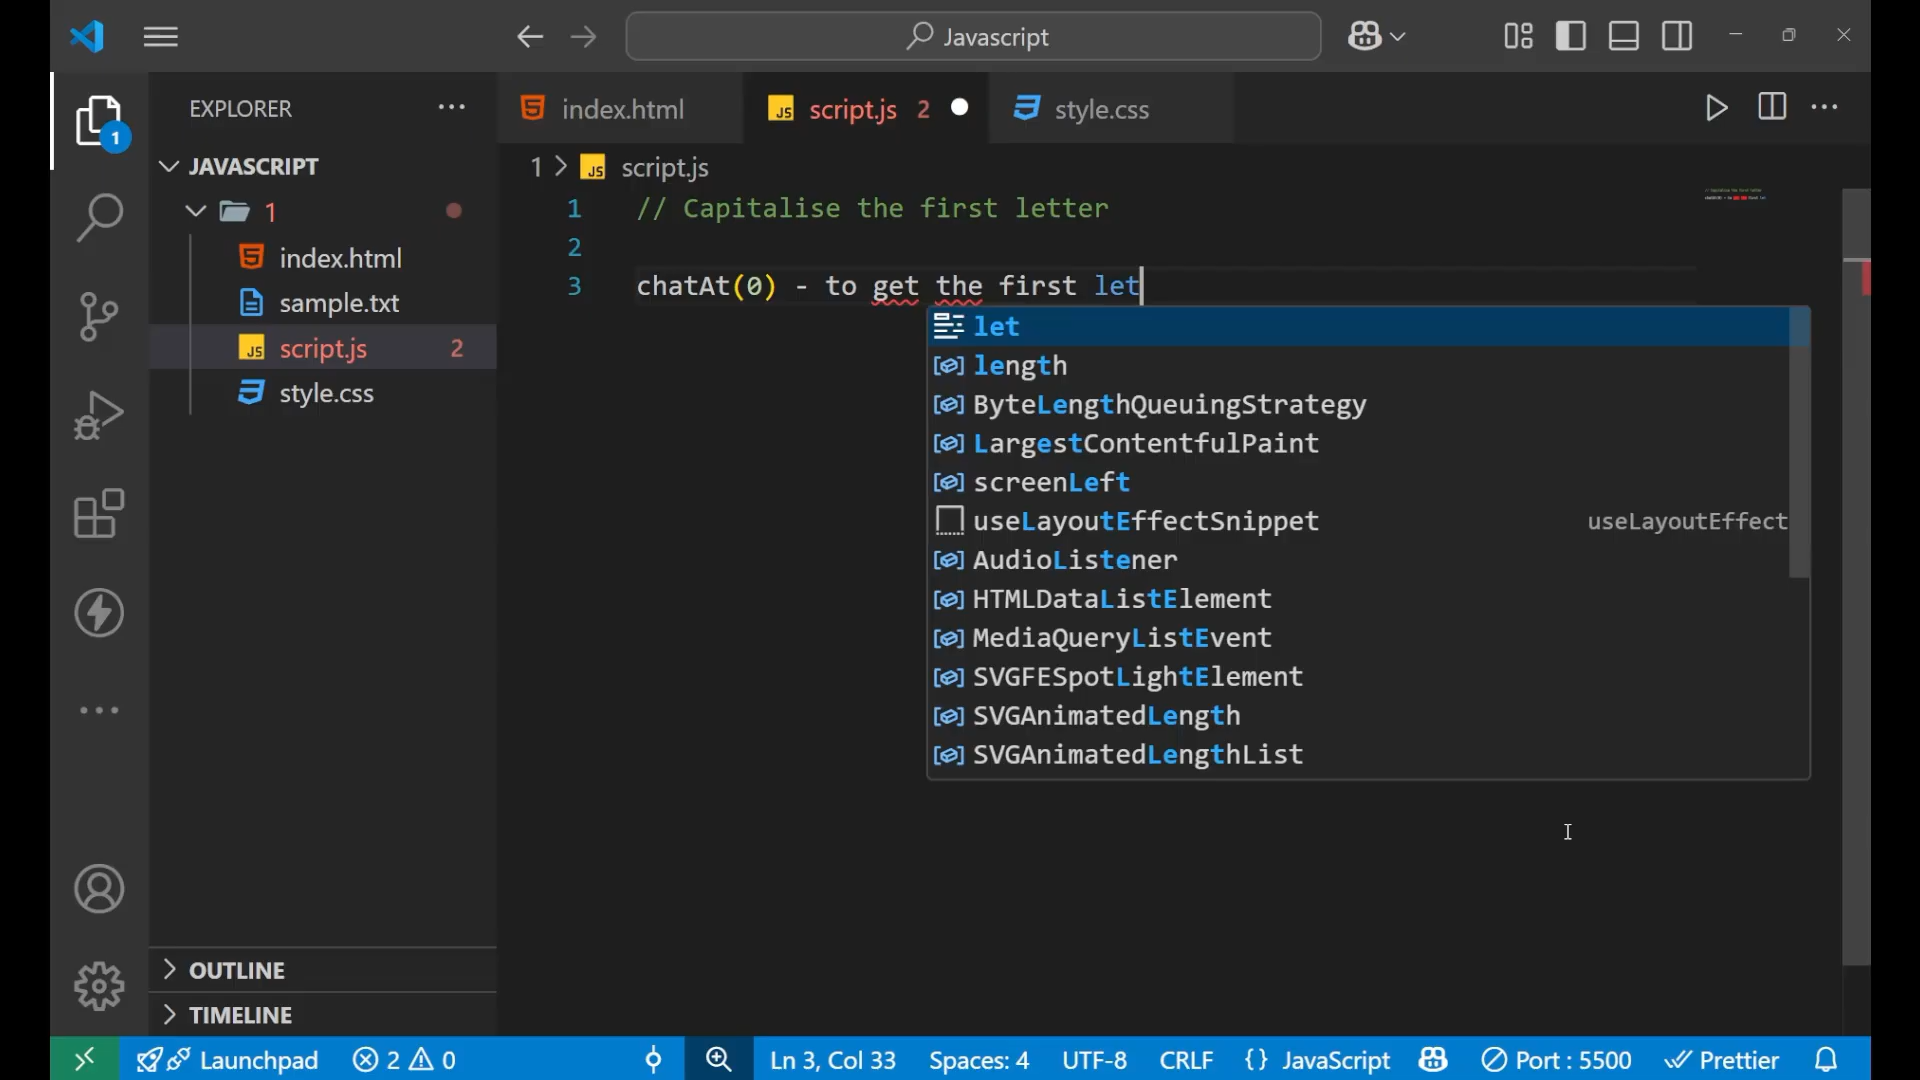 Javascript
EXPLORER
index.html
script.js 2
style.css
1
JAVASCRIPT
1
index.html
sample.txt
script.js 2
style.css
1 > script.js
1 // Capitalise the first letter
2
3 chatAt(0) - to get the first let
let
length
ByteLengthQueuingStrategy
LargestContentfulPaint
screenLeft
useLayoutEffectSnippet useLayoutEffect
AudioListener
HTMLDataListElement
MediaQueryListEvent
SVGFESpotLightElement
SVGAnimatedLength
SVGAnimatedLengthList
OUTLINE
TIMELINE
Launchpad 2 0 Ln 3, Col 33 Spaces: 4 UTF-8 CRLF {} JavaScript Port : 5500 Prettier